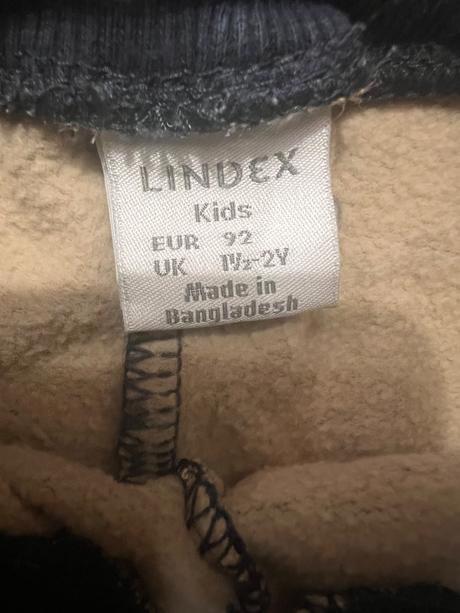 LINDEX
Kids
EUR 92
UK 1½-2Y
Made in
Bangladesh